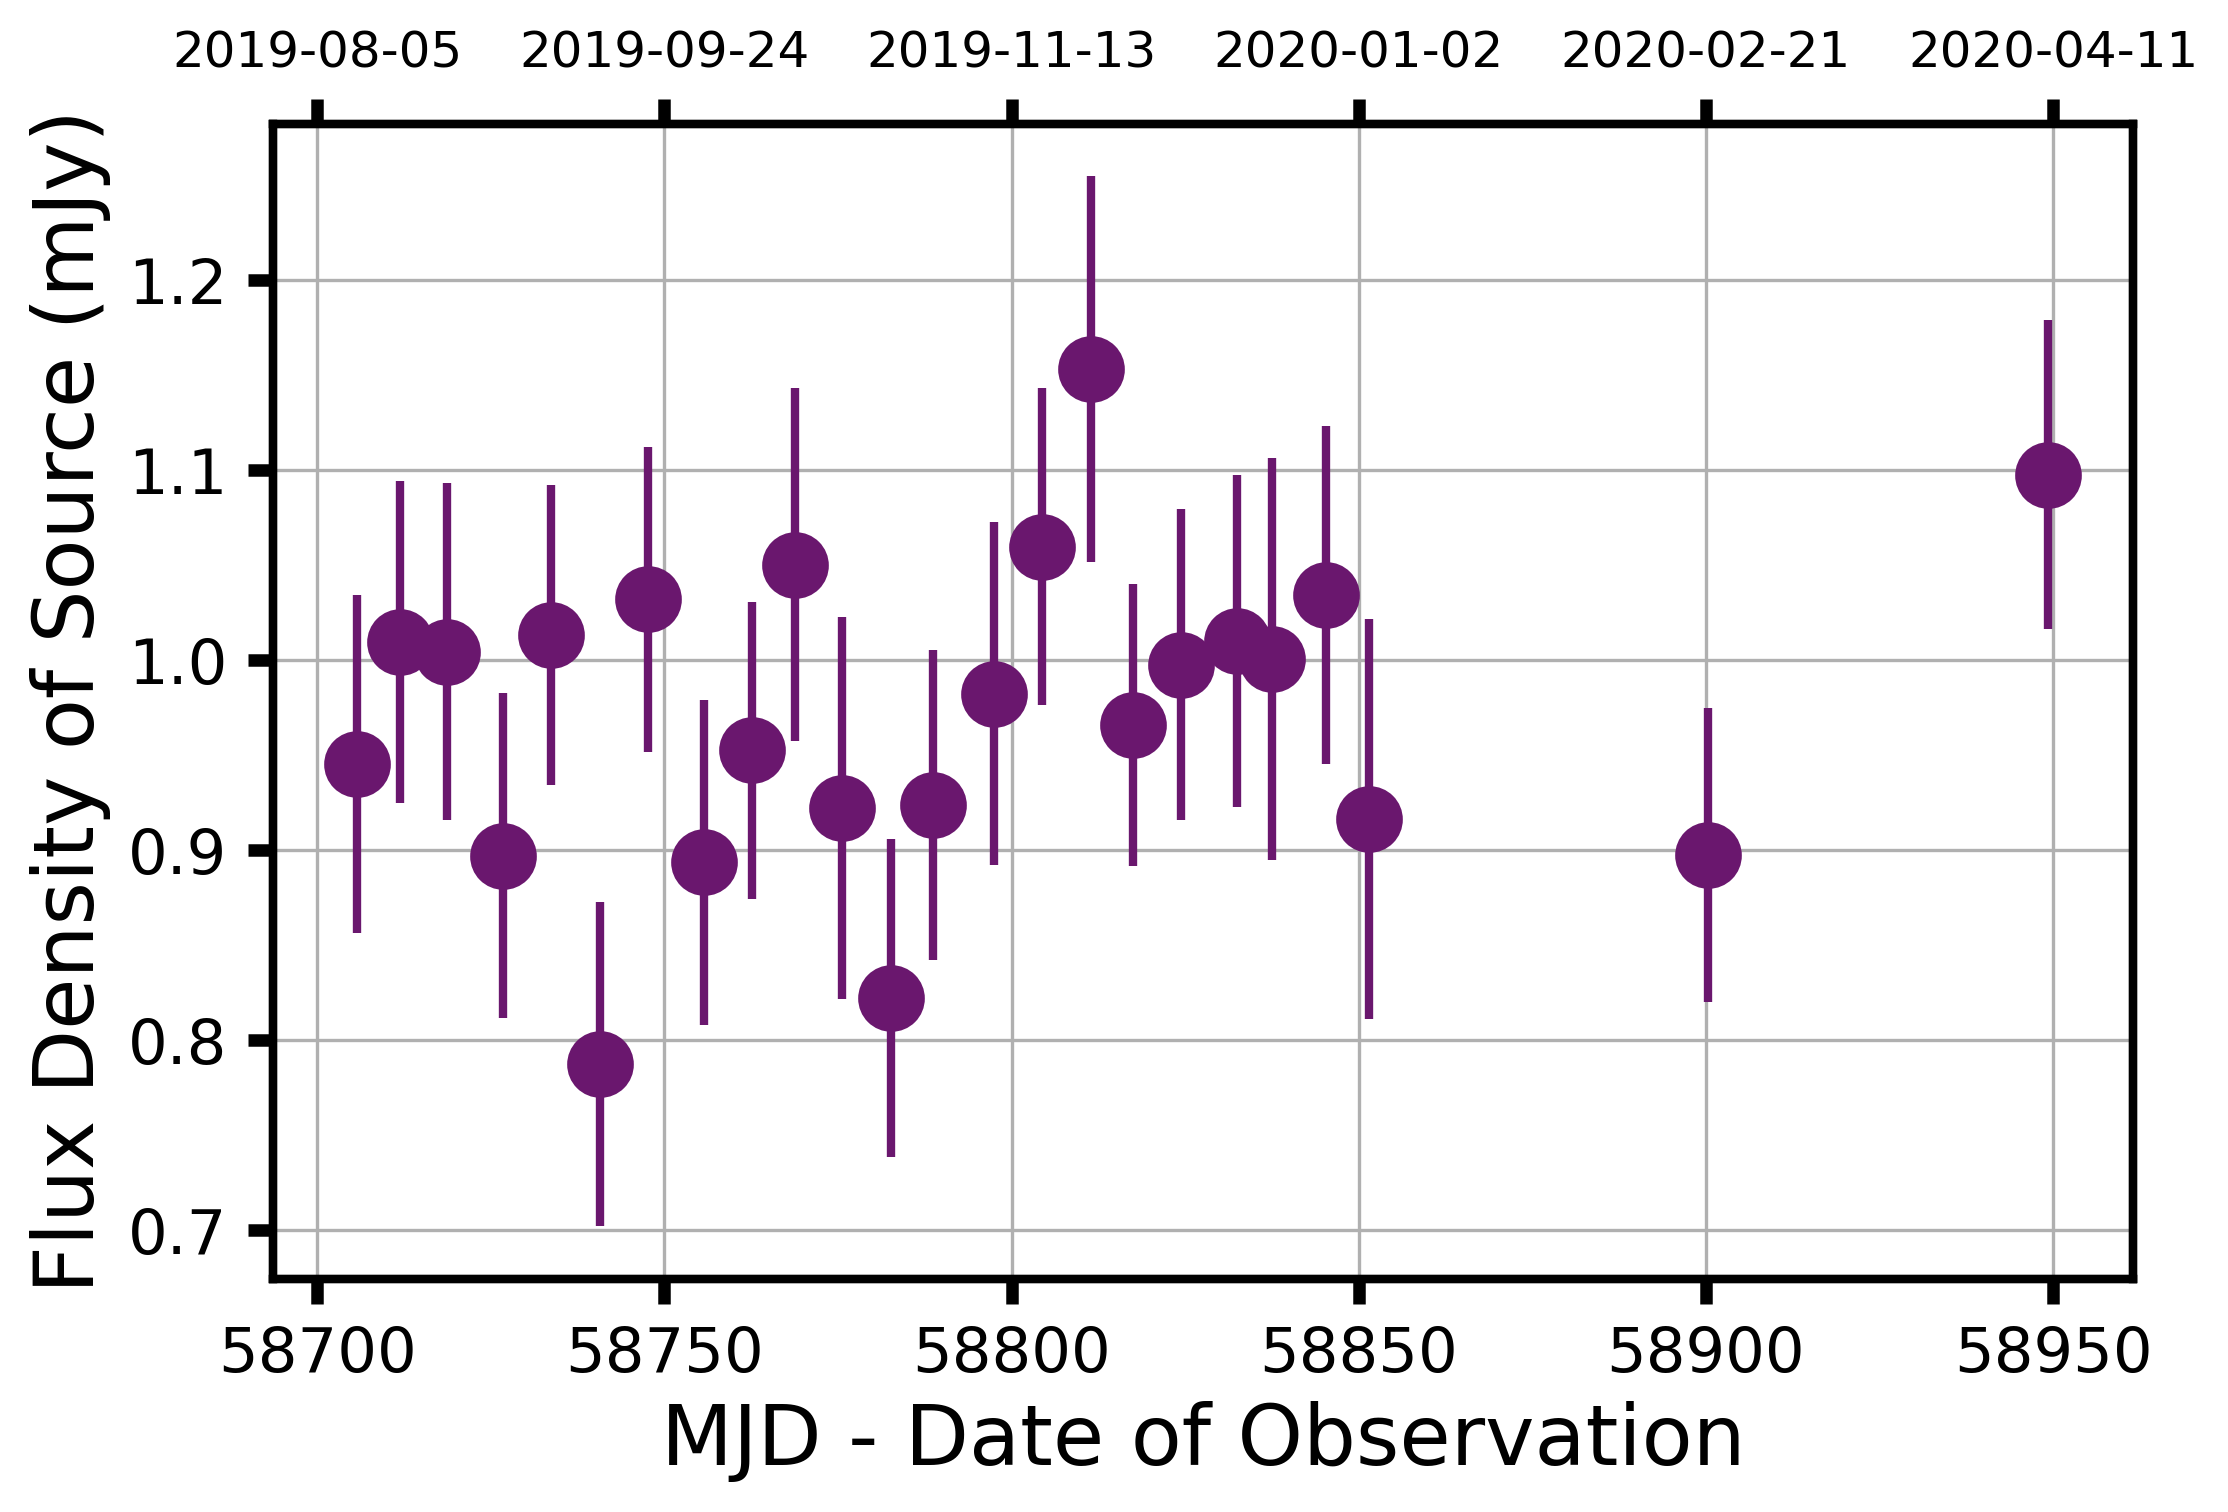 2019-08-05 2019-09-24 2019-11-13 2020-01-02 2020-02-21 2020-04-11
Flux Density of Source (mJy)
1.2
1.1
1.0
0.9
0.8
0.7
58700 58750 58800 58850 58900 58950
MJD - Date of Observation